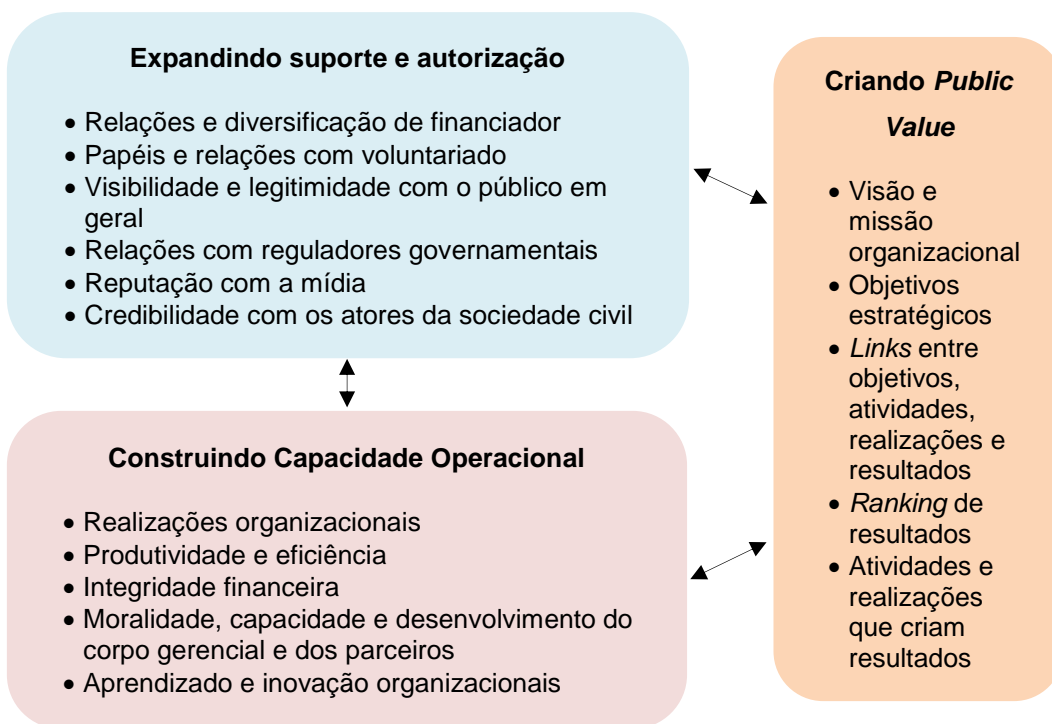 Expandindo suporte e autorização
• Relações e diversificação de financiador
• Papéis e relações com voluntariado
• Visibilidade e legitimidade com o público em
geral
• Relações com reguladores governamentais
• Reputação com a mídia
• Credibilidade com os atores da sociedade civil
Construindo Capacidade Operacional
• Realizações organizacionais
• Produtividade e eficiência
• Integridade financeira
• Moralidade, capacidade e desenvolvimento do
corpo gerencial e dos parceiros
• Aprendizado e inovação organizacionais
Criando Public
Value
• Visão e
missão
organizacional
• Objetivos
estratégicos
• Links entre
objetivos,
atividades,
realizações e
resultados
• Ranking de
resultados
• Atividades e
realizações
que criam
resultados